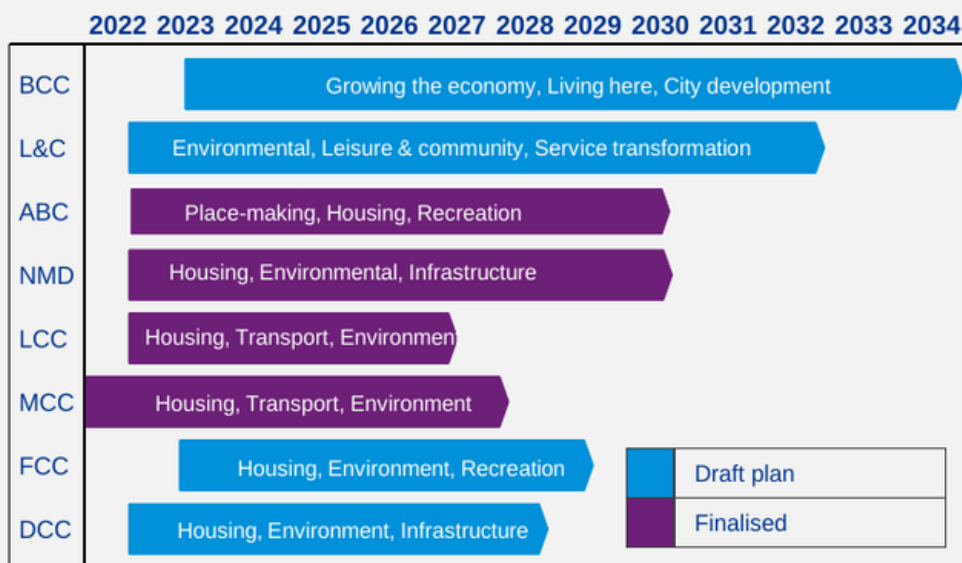 2022 2023 2024 2025 2026 2027 2028 2029 2030 2031 2032 2033 2034
BCC Growing the economy, Living here, City development
L&C Environmental, Leisure & community, Service transformation
ABC Place-making, Housing, Recreation
NMD Housing, Environmental, Infrastructure
LCC Housing, Transport, Environment
MCC Housing, Transport, Environment
FCC Housing, Environment, Recreation
Draft plan
Finalised
DCC Housing, Environment, Infrastructure